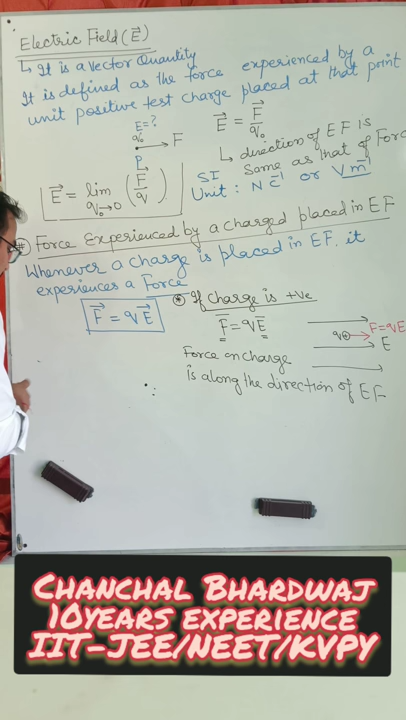 Electric Field (E⃗)
↳ It is a Vector Quantity
It is defined as the force experienced by a
unit positive test charge placed at that print
E=?
q₀
→ F
P
E⃗ = F⃗/q₀
↳ direction of EF is
Same as that of Force
SI
Unit : N C⁻¹ or V m⁻¹
E⃗ = lim q₀→0 (F⃗/q)
#) Force Experienced by a charged placed in EF
Whenever a charge is placed in EF, it
experiences a Force
F⃗ = qE⃗
* If charge is +ve
F = qE
q⊕→ F=qE
E
Force on charge
is along the direction of EF
CHANCHAL BHARDWAJ
10YEARS EXPERIENCE
IIT-JEE/NEET/KVPY